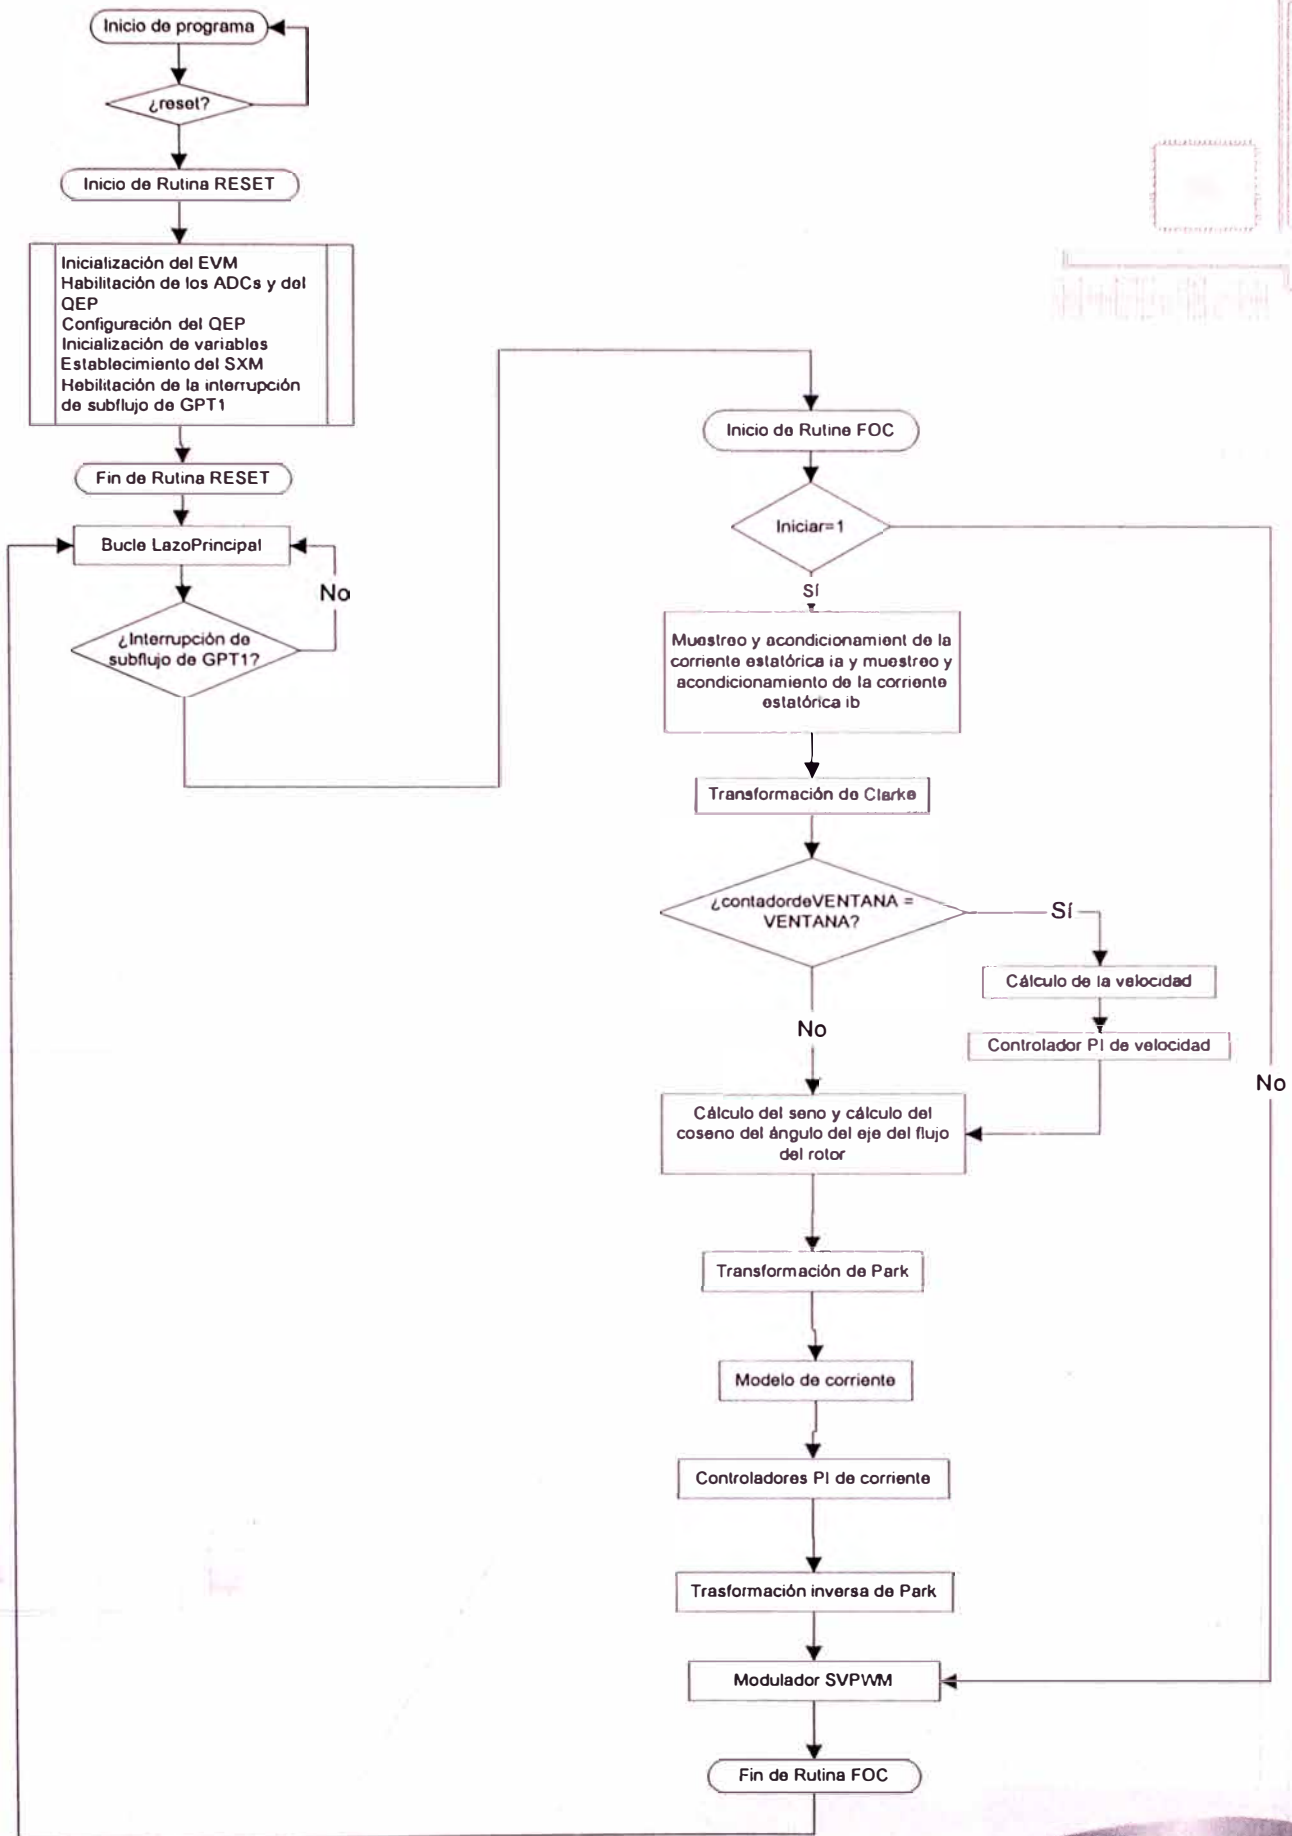 Inicio de programa
¿reset?
Inicio de Rutina RESET
Inicialización del EVM
Habilitación de los ADCs y del
QEP
Configuración del QEP
Inicialización de variables
Establecimiento del SXM
Hebilitación de la interrupción
de subflujo de GPT1
Fin de Rutina RESET
Bucle LazoPrincipal
No
¿Interrupción de
subflujo de GPT1?
Inicio de Rutine FOC
Iniciar=1
Sí
Muestreo y acondicionamient de la
corriente estatórica ia y muestreo y
acondicionamiento de la corriente
estatórica ib
Transformación de Clarke
¿contadordeVENTANA =
VENTANA?
Sí
Cálculo de la velocidad
Controlador PI de velocidad
No
No
Cálculo del seno y cálculo del
coseno del ángulo del eje del flujo
del rotor
Transformación de Park
Modelo de corriente
Controladores PI de corriente
Trasformación inversa de Park
Modulador SVPWM
Fin de Rutina FOC